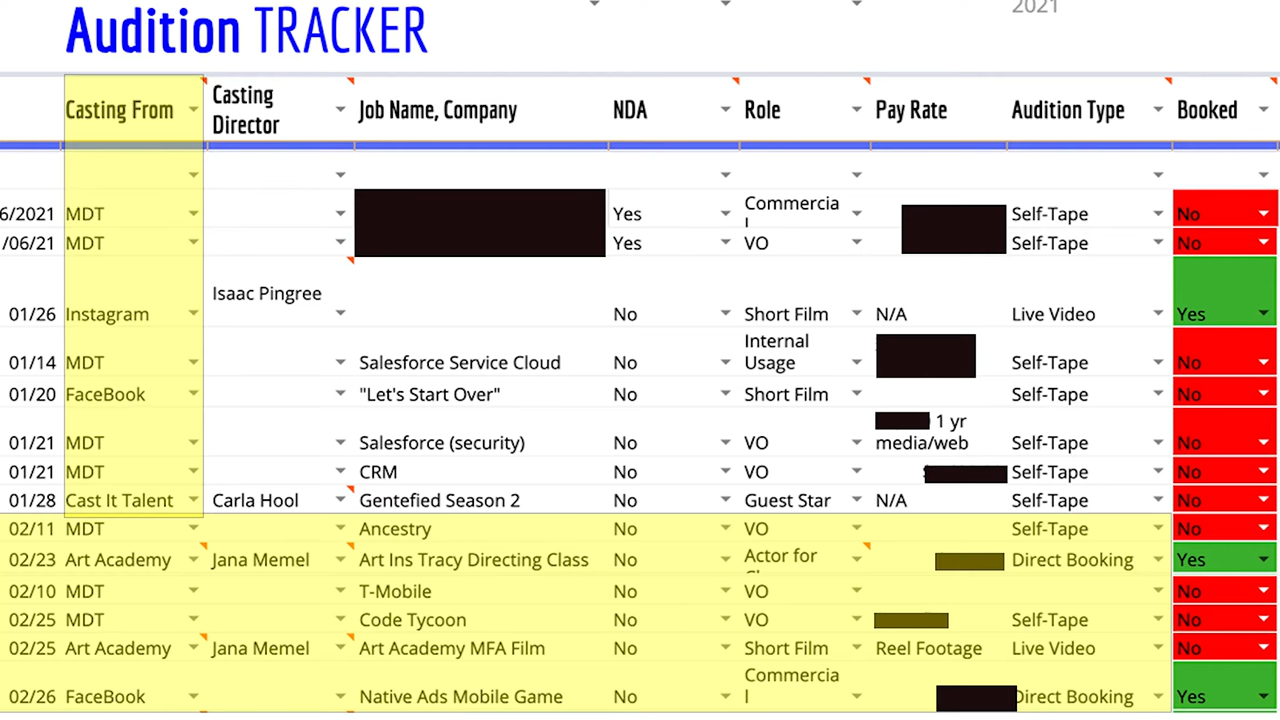 2021
Audition TRACKER
Casting From Casting Director Job Name, Company NDA Role Pay Rate Audition Type Booked
6/2021 MDT Yes Commercial Self-Tape No
/06/21 MDT Yes VO Self-Tape No
01/26 Instagram Isaac Pingree No Short Film N/A Live Video Yes
01/14 MDT Salesforce Service Cloud No Internal Usage Self-Tape No
01/20 FaceBook "Let's Start Over" No Short Film Self-Tape No
01/21 MDT Salesforce (security) No VO 1 yr media/web Self-Tape No
01/21 MDT CRM No VO Self-Tape No
01/28 Cast It Talent Carla Hool Gentefied Season 2 No Guest Star N/A Self-Tape No
02/11 MDT Ancestry No VO Self-Tape No
02/23 Art Academy Jana Memel Art Ins Tracy Directing Class No Actor for Direct Booking Yes
02/10 MDT T-Mobile No VO No
02/25 MDT Code Tycoon No VO Self-Tape No
02/25 Art Academy Jana Memel Art Academy MFA Film No Short Film Reel Footage Live Video No
02/26 FaceBook Native Ads Mobile Game No Commercial Direct Booking Yes